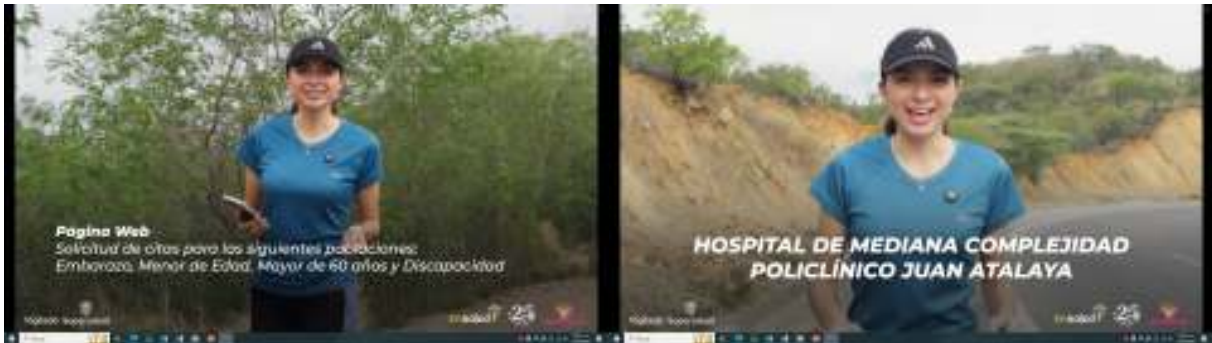 Pagina Web
Solicitud de citas para las siguientes poblaciones:
Embarazo, Menor de Edad, Mayor de 60 años y Discapacidad
HOSPITAL DE MEDIANA COMPLEJIDAD
POLICLÍNICO JUAN ATALAYA